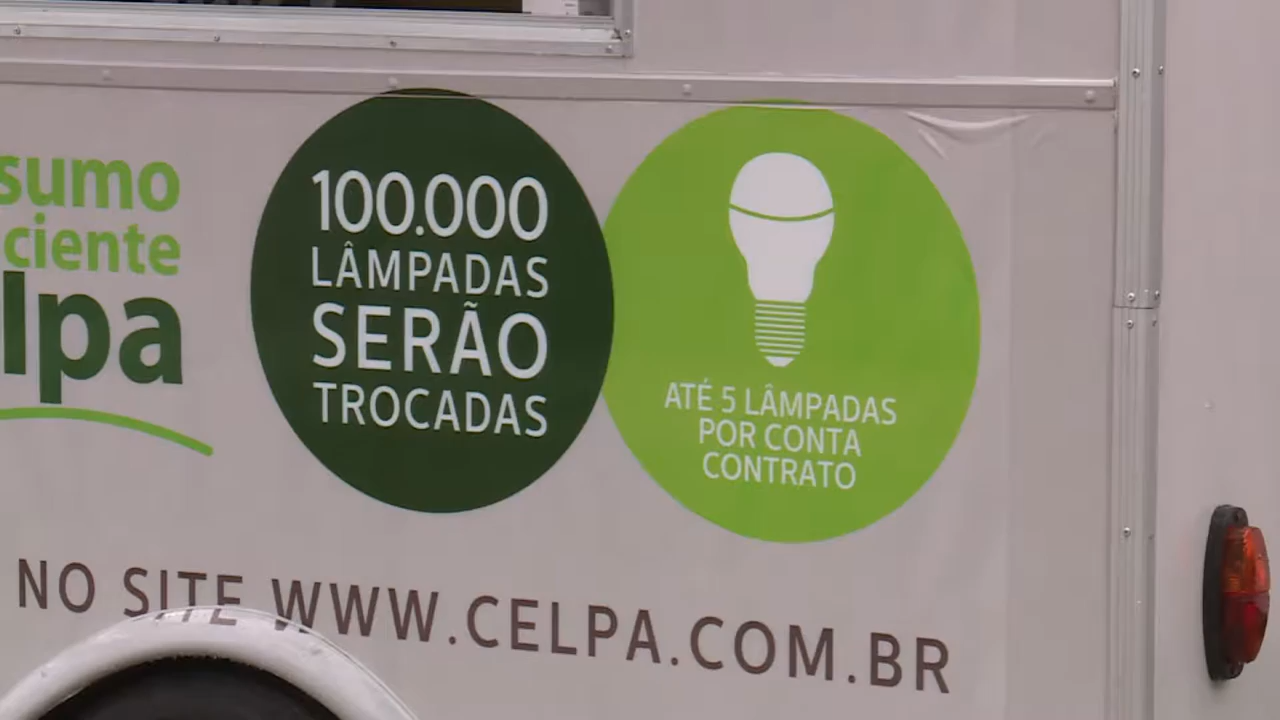 sumo
ciente
lpa
100.000
LÂMPADAS
SERÃO
TROCADAS
ATÉ 5 LÂMPADAS
POR CONTA
CONTRATO
NO SITE WWW.CELPA.COM.BR